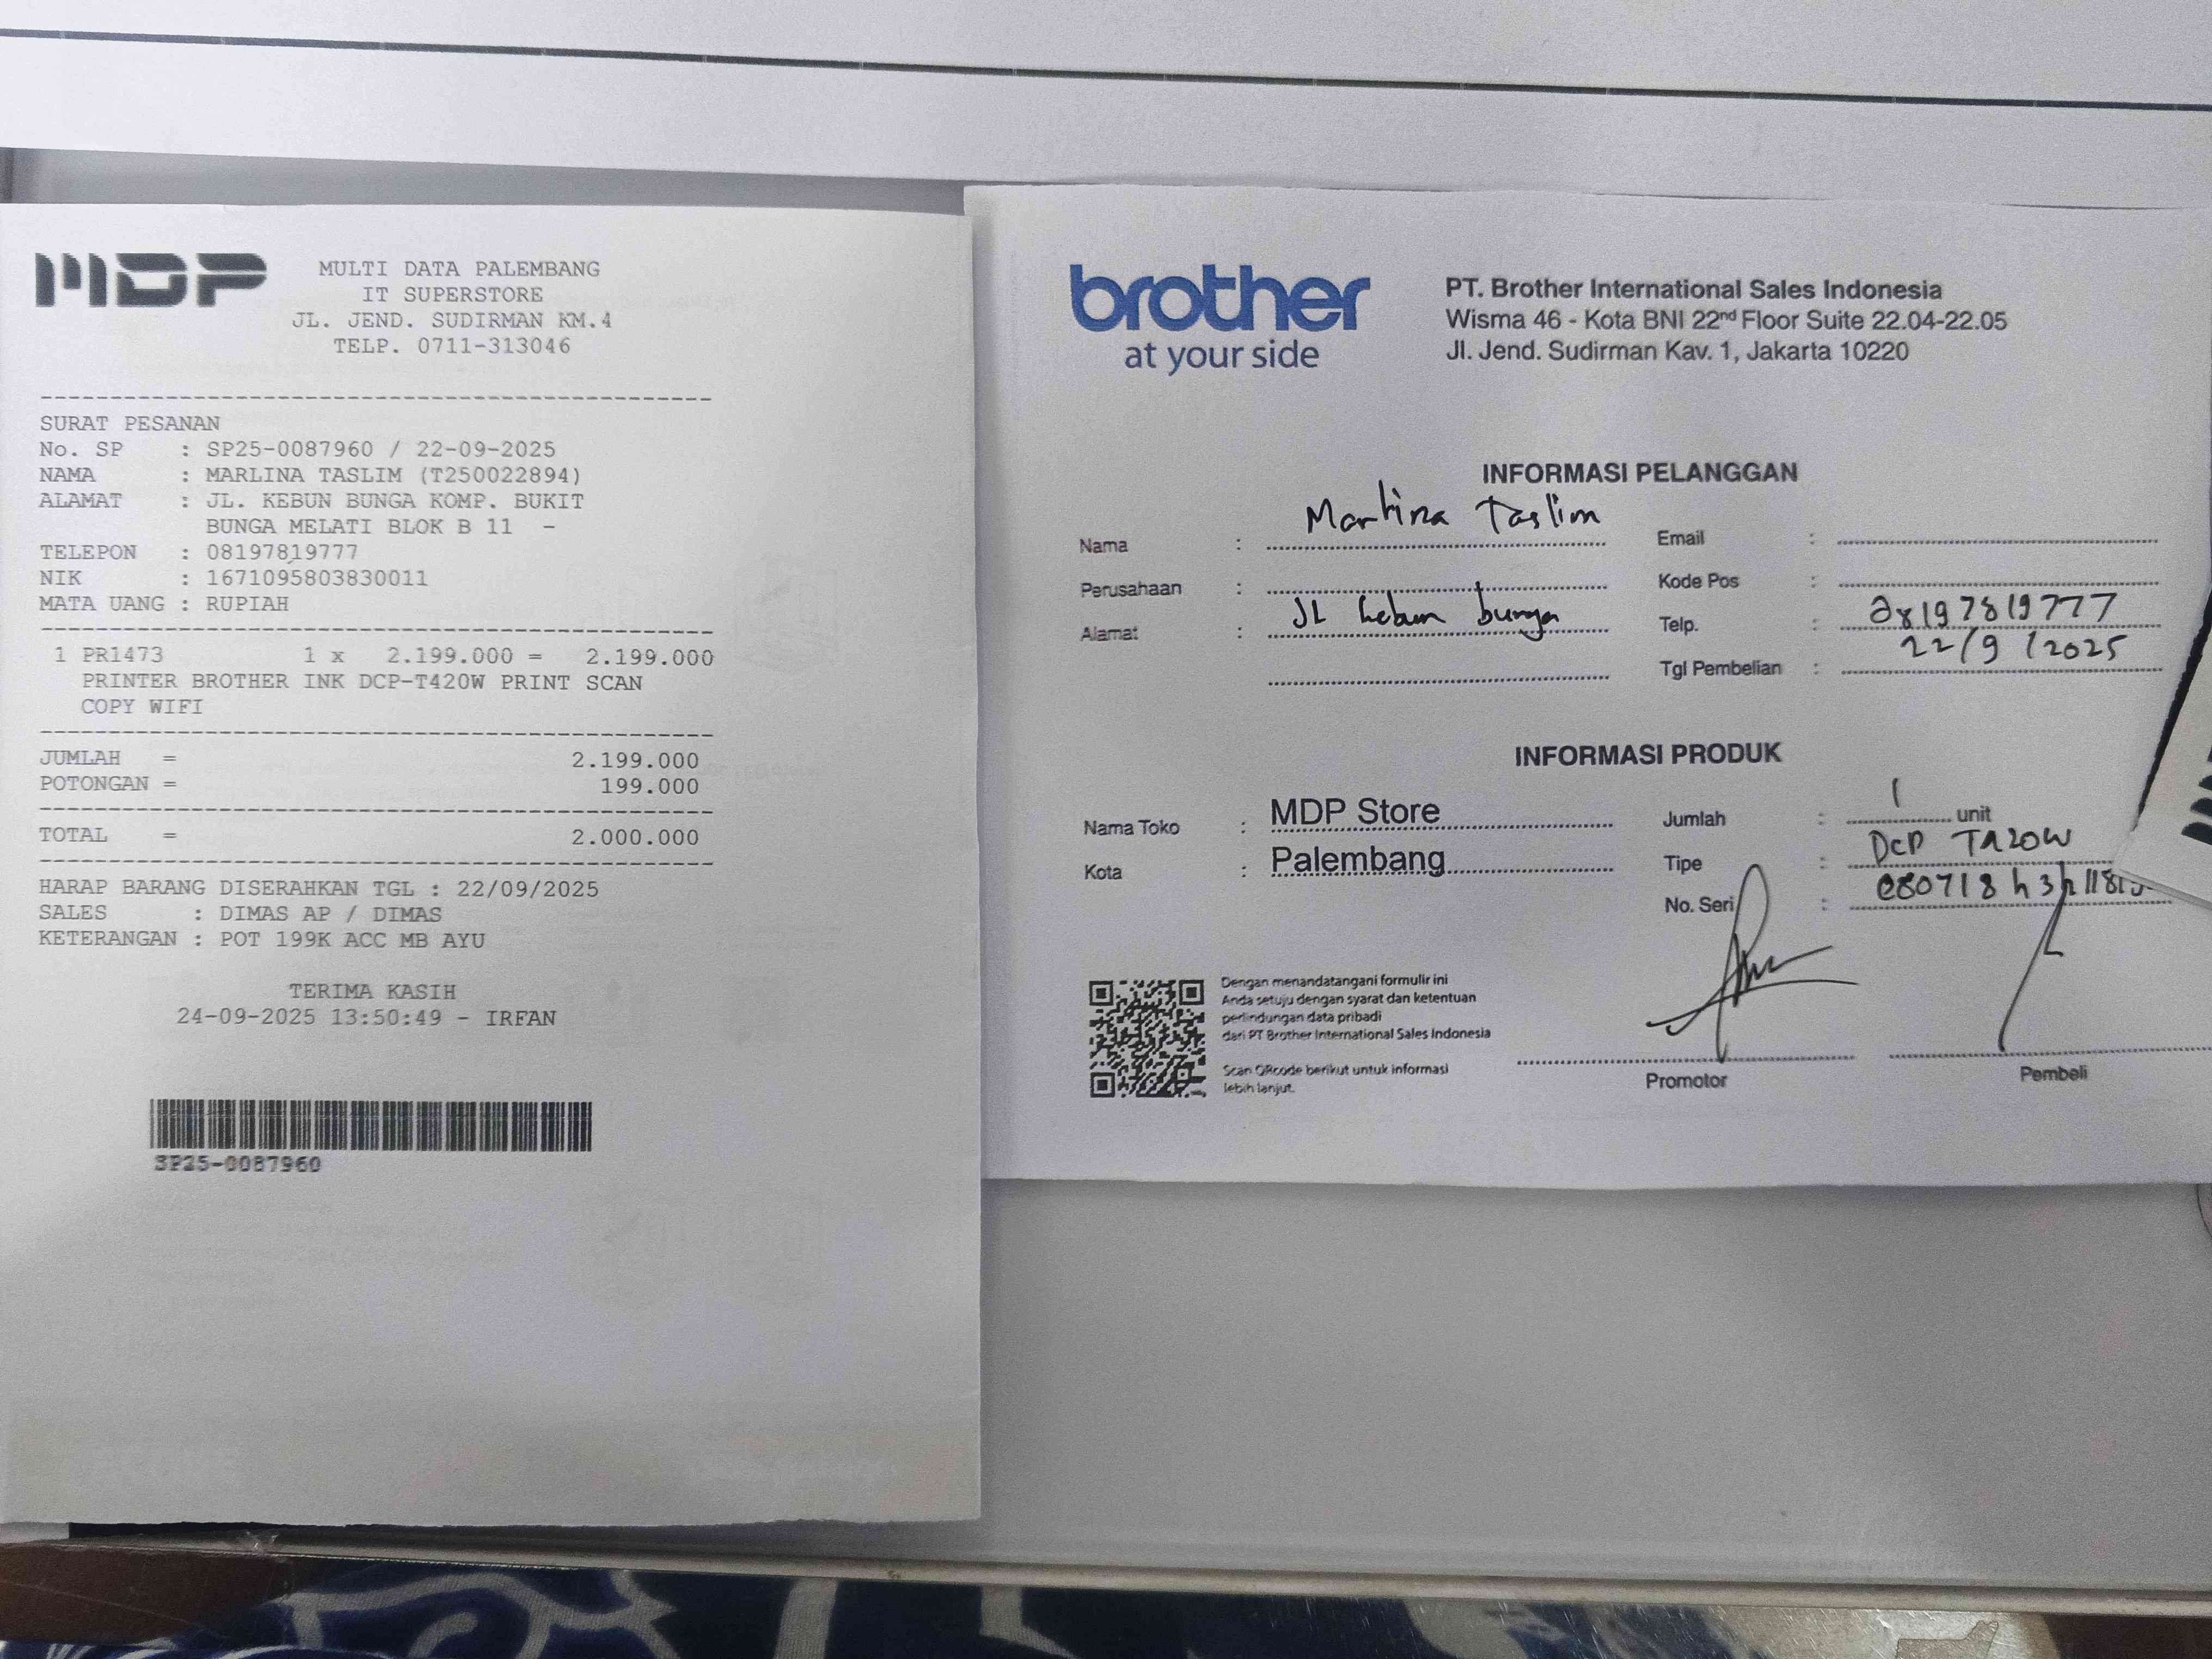 MDP
MULTI DATA PALEMBANG
IT SUPERSTORE
JL. JEND. SUDIRMAN KM.4
TELP. 0711-313046
SURAT PESANAN
No. SP : SP25-0087960 / 22-09-2025
NAMA : MARLINA TASLIM (T250022894)
ALAMAT : JL. KEBUN BUNGA KOMP. BUKIT
BUNGA MELATI BLOK B 11 -
TELEPON : 08197819777
NIK : 1671095803830011
MATA UANG : RUPIAH
1 PR1473 1 x 2.199.000 = 2.199.000
PRINTER BROTHER INK DCP-T420W PRINT SCAN
COPY WIFI
JUMLAH = 2.199.000
POTONGAN = 199.000
TOTAL = 2.000.000
HARAP BARANG DISERAHKAN TGL : 22/09/2025
SALES : DIMAS AP / DIMAS
KETERANGAN : POT 199K ACC MB AYU
TERIMA KASIH
24-09-2025 13:50:49 - IRFAN
SP25-0087960
brother
at your side
PT. Brother International Sales Indonesia
Wisma 46 - Kota BNI 22nd Floor Suite 22.04-22.05
Jl. Jend. Sudirman Kav. 1, Jakarta 10220
INFORMASI PELANGGAN
Nama : Marlina Taslim
Perusahaan :
Alamat : JL kebun bunga
Email :
Kode Pos :
Telp. : 08197819777
Tgl Pembelian : 22/9/2025
INFORMASI PRODUK
Nama Toko : MDP Store
Kota : Palembang
Jumlah : 1 unit
Tipe : DCP T420W
No. Seri :
Dengan menandatangani formulir ini
Anda setuju dengan syarat dan ketentuan
perlindungan data pribadi
dari PT Brother International Sales Indonesia
Scan QRcode berikut untuk informasi
lebih lanjut.
Promotor
Pembeli